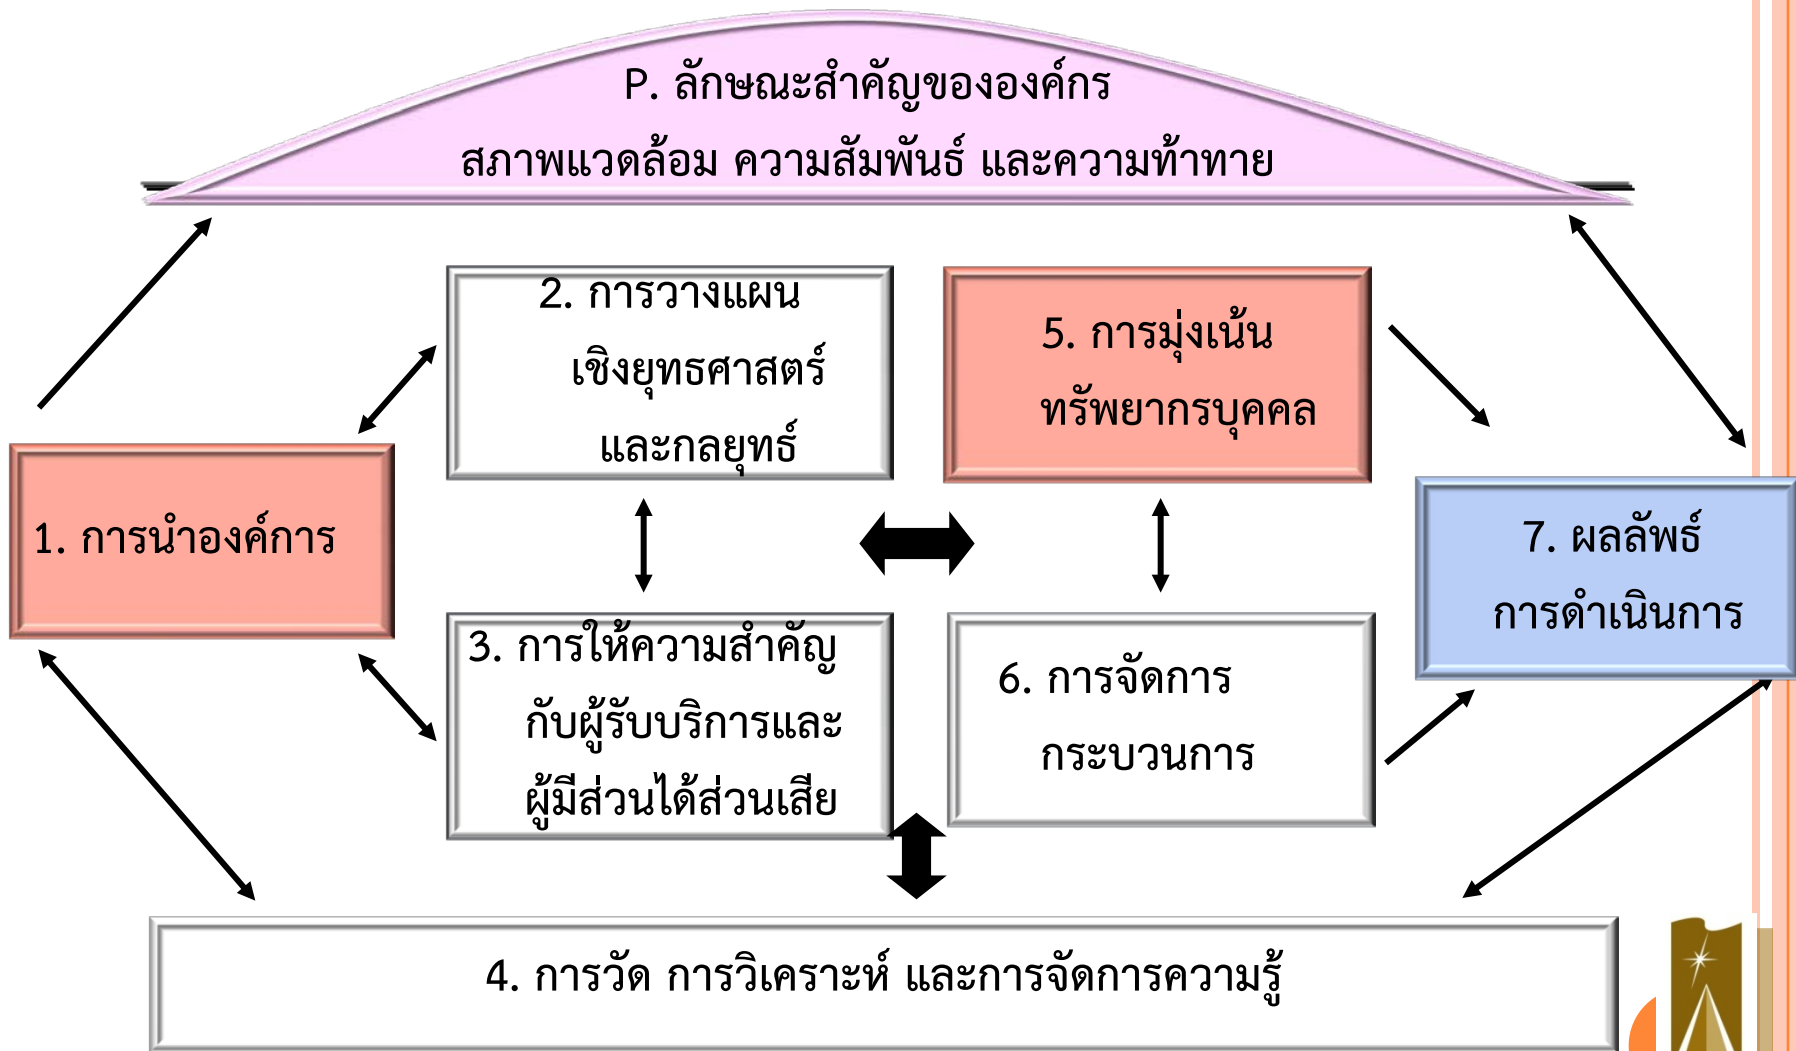 P. ลักษณะสำคัญขององค์กร
สภาพแวดล้อม ความสัมพันธ์ และความท้าทาย
2. การวางแผน
เชิงยุทธศาสตร์
และกลยุทธ์
5. การมุ่งเน้น
ทรัพยากรบุคคล
1. การนำองค์การ
7. ผลลัพธ์
การดำเนินการ
3. การให้ความสำคัญ
กับผู้รับบริการและ
ผู้มีส่วนได้ส่วนเสีย
6. การจัดการ
กระบวนการ
4. การวัด การวิเคราะห์ และการจัดการความรู้